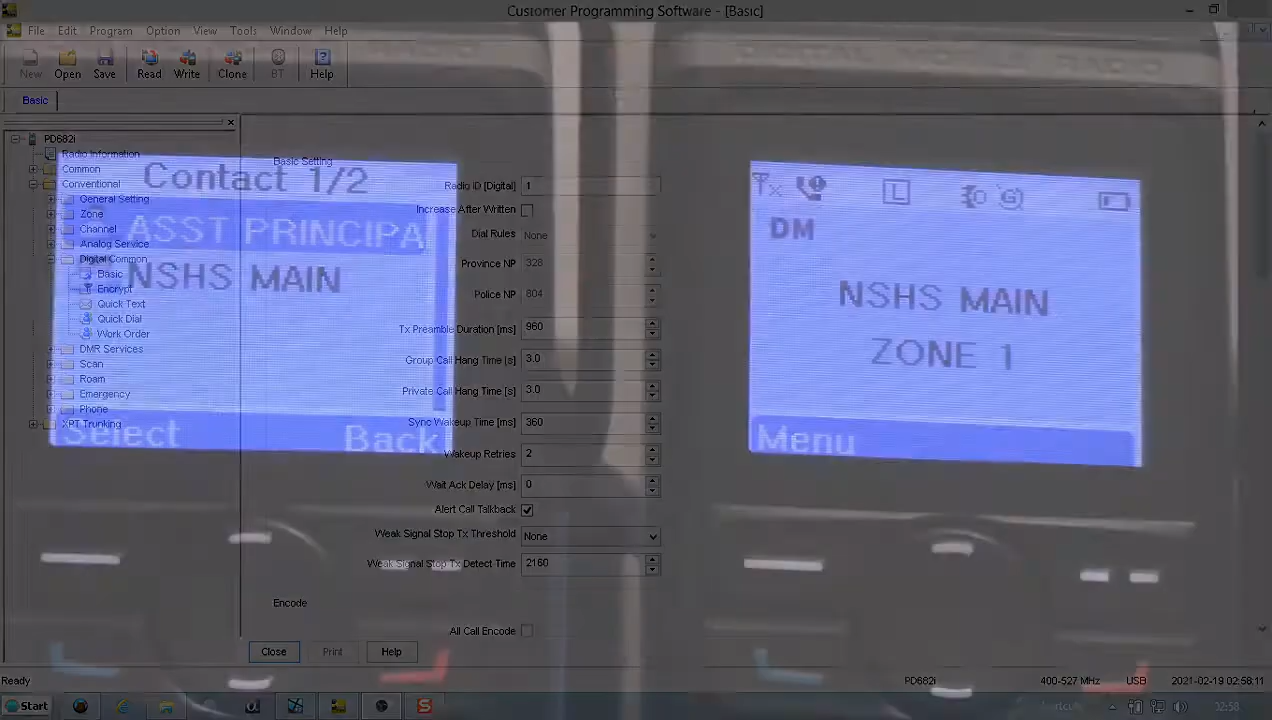 Customer Programming Software - [Basic]
File Edit Program Option View Tools Window Help
New Open Save Read Write Clone BT Help
Basic
PD682i
Radio Information
Common
Conventional
General Setting
Zone
Channel
Analog Service
Digital Common
Basic
Encrypt
Quick Text
Quick Dial
Work Order
DMR Services
Scan
Roam
Emergency
Phone
XPT Trunking
Basic Setting
Radio ID [Digital] 1
Increase After Written
Dial Rules None
Province NP 328
Police NP 804
Tx Preamble Duration [ms] 960
Group Call Hang Time [s] 3.0
Private Call Hang Time [s] 3.0
Sync Wakeup Time [ms] 360
Wakeup Retries 2
Wait Ack Delay [ms] 0
Alert Call Talkback
Weak Signal Stop Tx Threshold None
Weak Signal Stop Tx Detect Time 2160
Encode
All Call Encode
Close Print Help
Contact 1/2
ASST PRINCIPA
NSHS MAIN
Select Back
Tx L G
DM
NSHS MAIN
ZONE 1
Menu
Ready PD682i 400-527 MHz USB 2021-02-19 02:58:11
Start Shortcuts 02:58